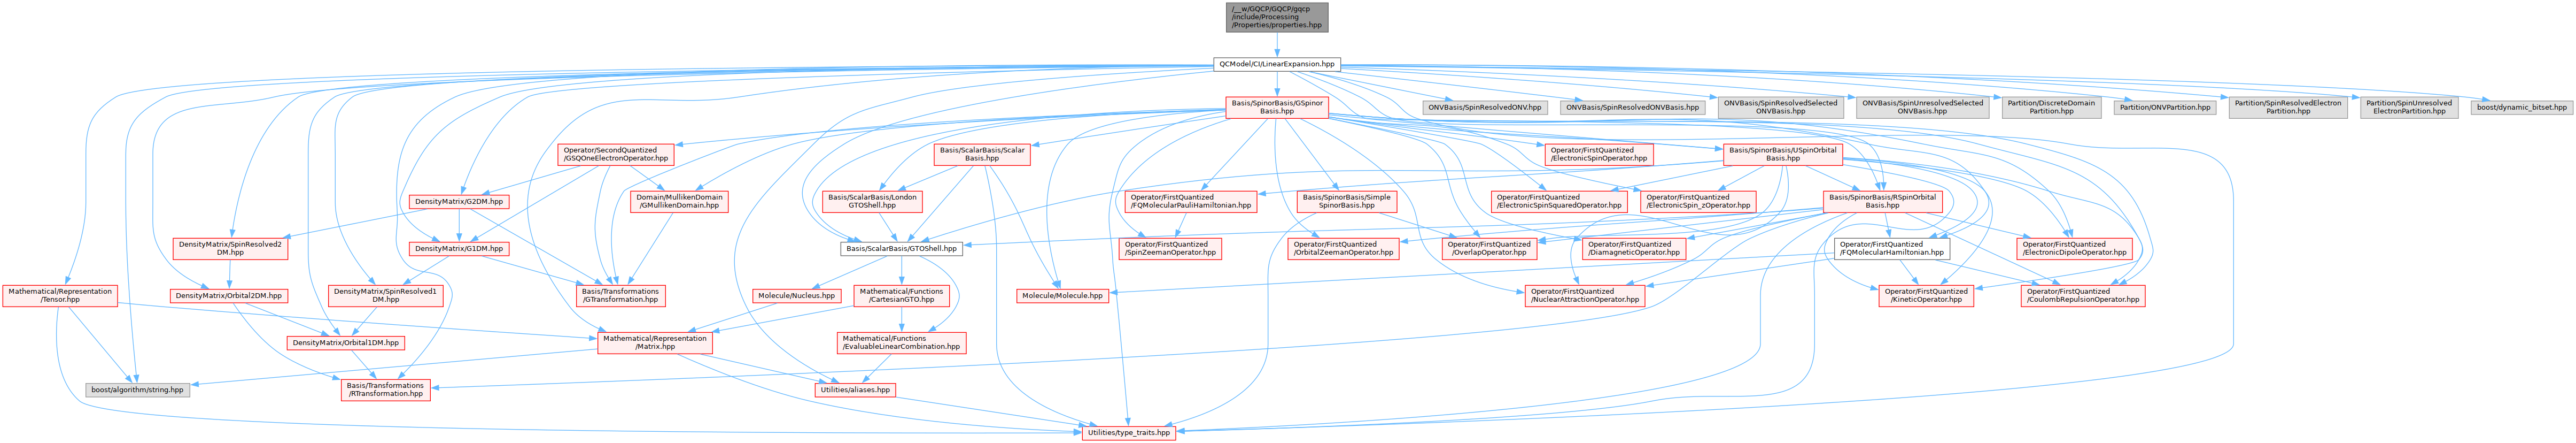 /__w/GQCP/GQCP/gqcp
/include/Processing
/Properties/properties.hpp
QCModel/CI/LinearExpansion.hpp
Basis/SpinorBasis/GSpinor
Basis.hpp
ONVBasis/SpinResolvedONV.hpp
ONVBasis/SpinResolvedONVBasis.hpp
ONVBasis/SpinResolvedSelected
ONVBasis.hpp
ONVBasis/SpinUnresolvedSelected
ONVBasis.hpp
Partition/DiscreteDomain
Partition.hpp
Partition/ONVPartition.hpp
Partition/SpinResolvedElectron
Partition.hpp
Partition/SpinUnresolved
ElectronPartition.hpp
boost/dynamic_bitset.hpp
Operator/SecondQuantized
/GSQOneElectronOperator.hpp
Basis/ScalarBasis/Scalar
Basis.hpp
Operator/FirstQuantized
/ElectronicSpinOperator.hpp
Basis/SpinorBasis/USpinOrbital
Basis.hpp
DensityMatrix/G2DM.hpp
Domain/MullikenDomain
/GMullikenDomain.hpp
Basis/ScalarBasis/London
GTOShell.hpp
Operator/FirstQuantized
/FQMolecularPauliHamiltonian.hpp
Basis/SpinorBasis/Simple
SpinorBasis.hpp
Operator/FirstQuantized
/ElectronicSpinSquaredOperator.hpp
Operator/FirstQuantized
/ElectronicSpin_zOperator.hpp
Basis/SpinorBasis/RSpinOrbital
Basis.hpp
DensityMatrix/SpinResolved2
DM.hpp
DensityMatrix/G1DM.hpp
Basis/ScalarBasis/GTOShell.hpp
Operator/FirstQuantized
/SpinZeemanOperator.hpp
Operator/FirstQuantized
/OrbitalZeemanOperator.hpp
Operator/FirstQuantized
/OverlapOperator.hpp
Operator/FirstQuantized
/DiamagneticOperator.hpp
Operator/FirstQuantized
/FQMolecularHamiltonian.hpp
Operator/FirstQuantized
/ElectronicDipoleOperator.hpp
Mathematical/Representation
/Tensor.hpp
DensityMatrix/Orbital2DM.hpp
DensityMatrix/SpinResolved1
DM.hpp
Basis/Transformations
/GTransformation.hpp
Molecule/Nucleus.hpp
Mathematical/Functions
/CartesianGTO.hpp
Molecule/Molecule.hpp
Operator/FirstQuantized
/NuclearAttractionOperator.hpp
Operator/FirstQuantized
/KineticOperator.hpp
Operator/FirstQuantized
/CoulombRepulsionOperator.hpp
DensityMatrix/Orbital1DM.hpp
Mathematical/Representation
/Matrix.hpp
Mathematical/Functions
/EvaluableLinearCombination.hpp
boost/algorithm/string.hpp
Basis/Transformations
/RTransformation.hpp
Utilities/aliases.hpp
Utilities/type_traits.hpp